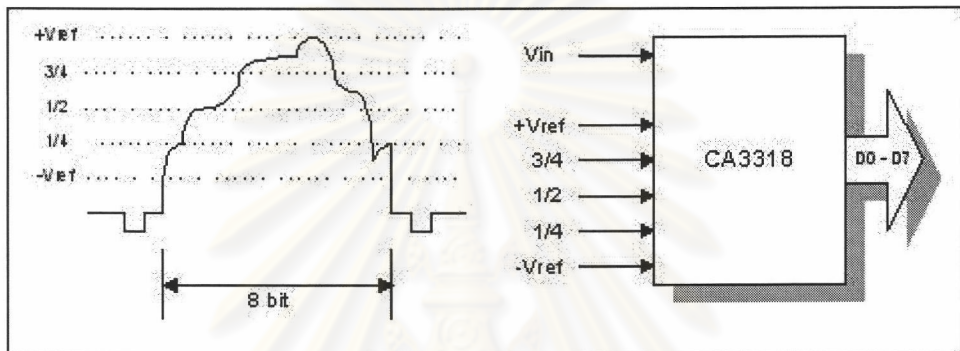 +Vref
3/4
1/2
1/4
-Vref
8 bit
Vin
+Vref
3/4
1/2
1/4
-Vref
CA3318
D0 - D7